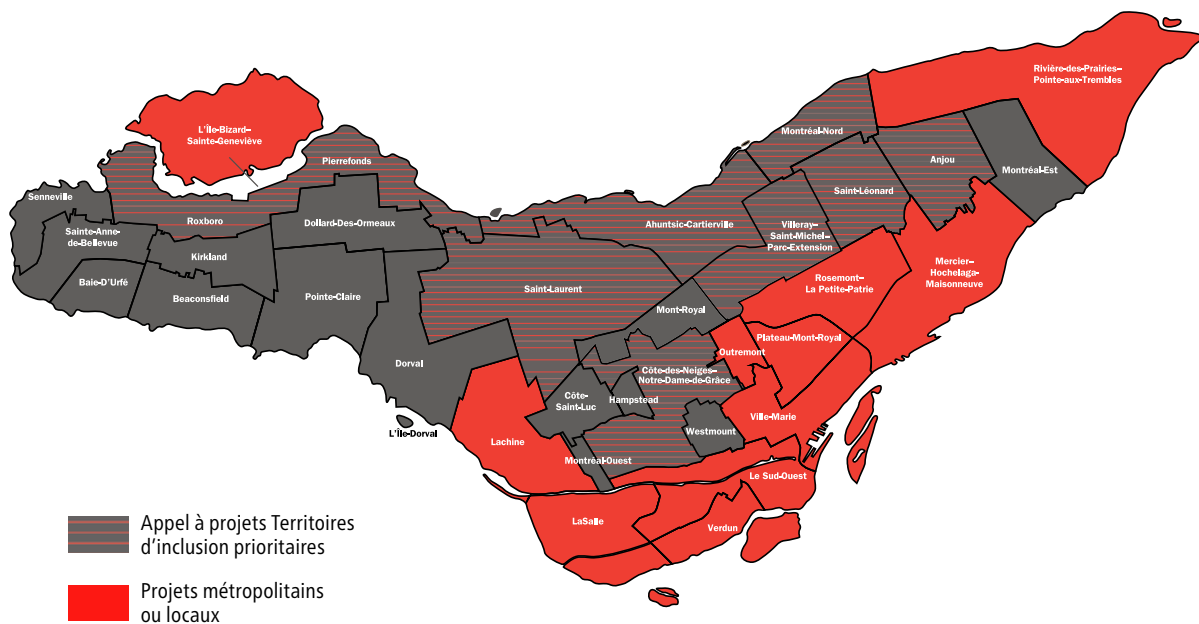 Rivière-des-Prairies–
Pointe-aux-Trembles
L'Île-Bizard–
Sainte-Geneviève
Montréal-Nord
Pierrefonds
Anjou
Montréal-Est
Senneville
Saint-Léonard
Roxboro
Dollard-Des-Ormeaux
Ahuntsic-Cartierville
Villeray–
Saint-Michel–
Parc-Extension
Sainte-Anne-
de-Bellevue
Kirkland
Mercier–
Hochelaga-
Maisonneuve
Baie-D'Urfé
Beaconsfield
Pointe-Claire
Saint-Laurent
Rosemont–
La Petite-Patrie
Mont-Royal
Plateau-Mont-Royal
Outremont
Dorval
Côte-des-Neiges–
Notre-Dame-de-Grâce
Côte-
Saint-Luc
Hampstead
Ville-Marie
L'Île-Dorval
Westmount
Lachine
Montréal-Ouest
Le Sud-Ouest
LaSalle
Verdun
Appel à projets Territoires
d'inclusion prioritaires
Projets métropolitains
ou locaux